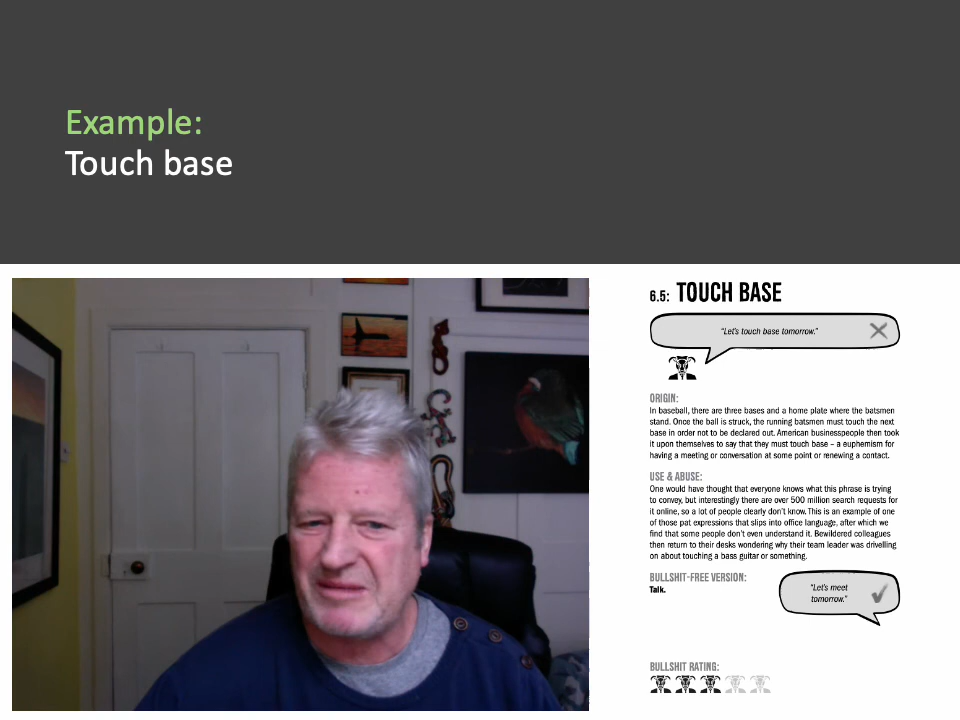 Example:
Touch base
6.5: TOUCH BASE
“Let’s touch base tomorrow.”
ORIGIN:
In baseball, there are three bases and a home plate where the batsmen
stand. Once the ball is struck, the running batsmen must touch the next
base in order not to be declared out. American businesspeople then took
it upon themselves to say that they must touch base – a euphemism for
having a meeting or conversation at some point or renewing a contact.
USE & ABUSE:
One would have thought that everyone knows what this phrase is trying
to convey, but interestingly there are over 500 million search requests for
it online, so a lot of people clearly don’t know. This is an example of one
of those pat expressions that slips into office language, after which we
find that some people don’t even understand it. Bewildered colleagues
then return to their desks wondering why their team leader was drivelling
on about touching a bass guitar or something.
BULLSHIT-FREE VERSION:
Talk.
“Let’s meet
tomorrow.”
BULLSHIT RATING: